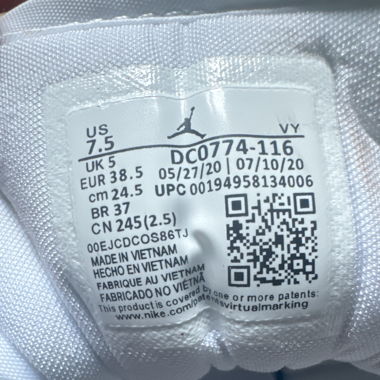 US VY
7.5
UK 5 DC0774-116
EUR 38.5 05/27/20 | 07/10/20
cm 24.5 UPC 00194958134006
BR 37
CN 245(2.5)
00EJCDCOS86TJ
MADE IN VIETNAM
HECHO EN VIETNAM
FABRIQUE AU VIETNAM
FABRICADO NO VIETNÃ
This product is covered by one or more patents:
www.nike.com/patentsvirtualmarking